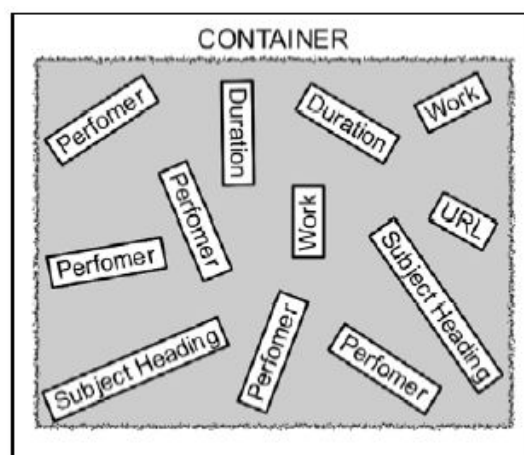 CONTAINER
Perfomer
Duration
Duration
Work
Perfomer
Work
URL
Perfomer
Subject Heading
Subject Heading
Perfomer
Perfomer